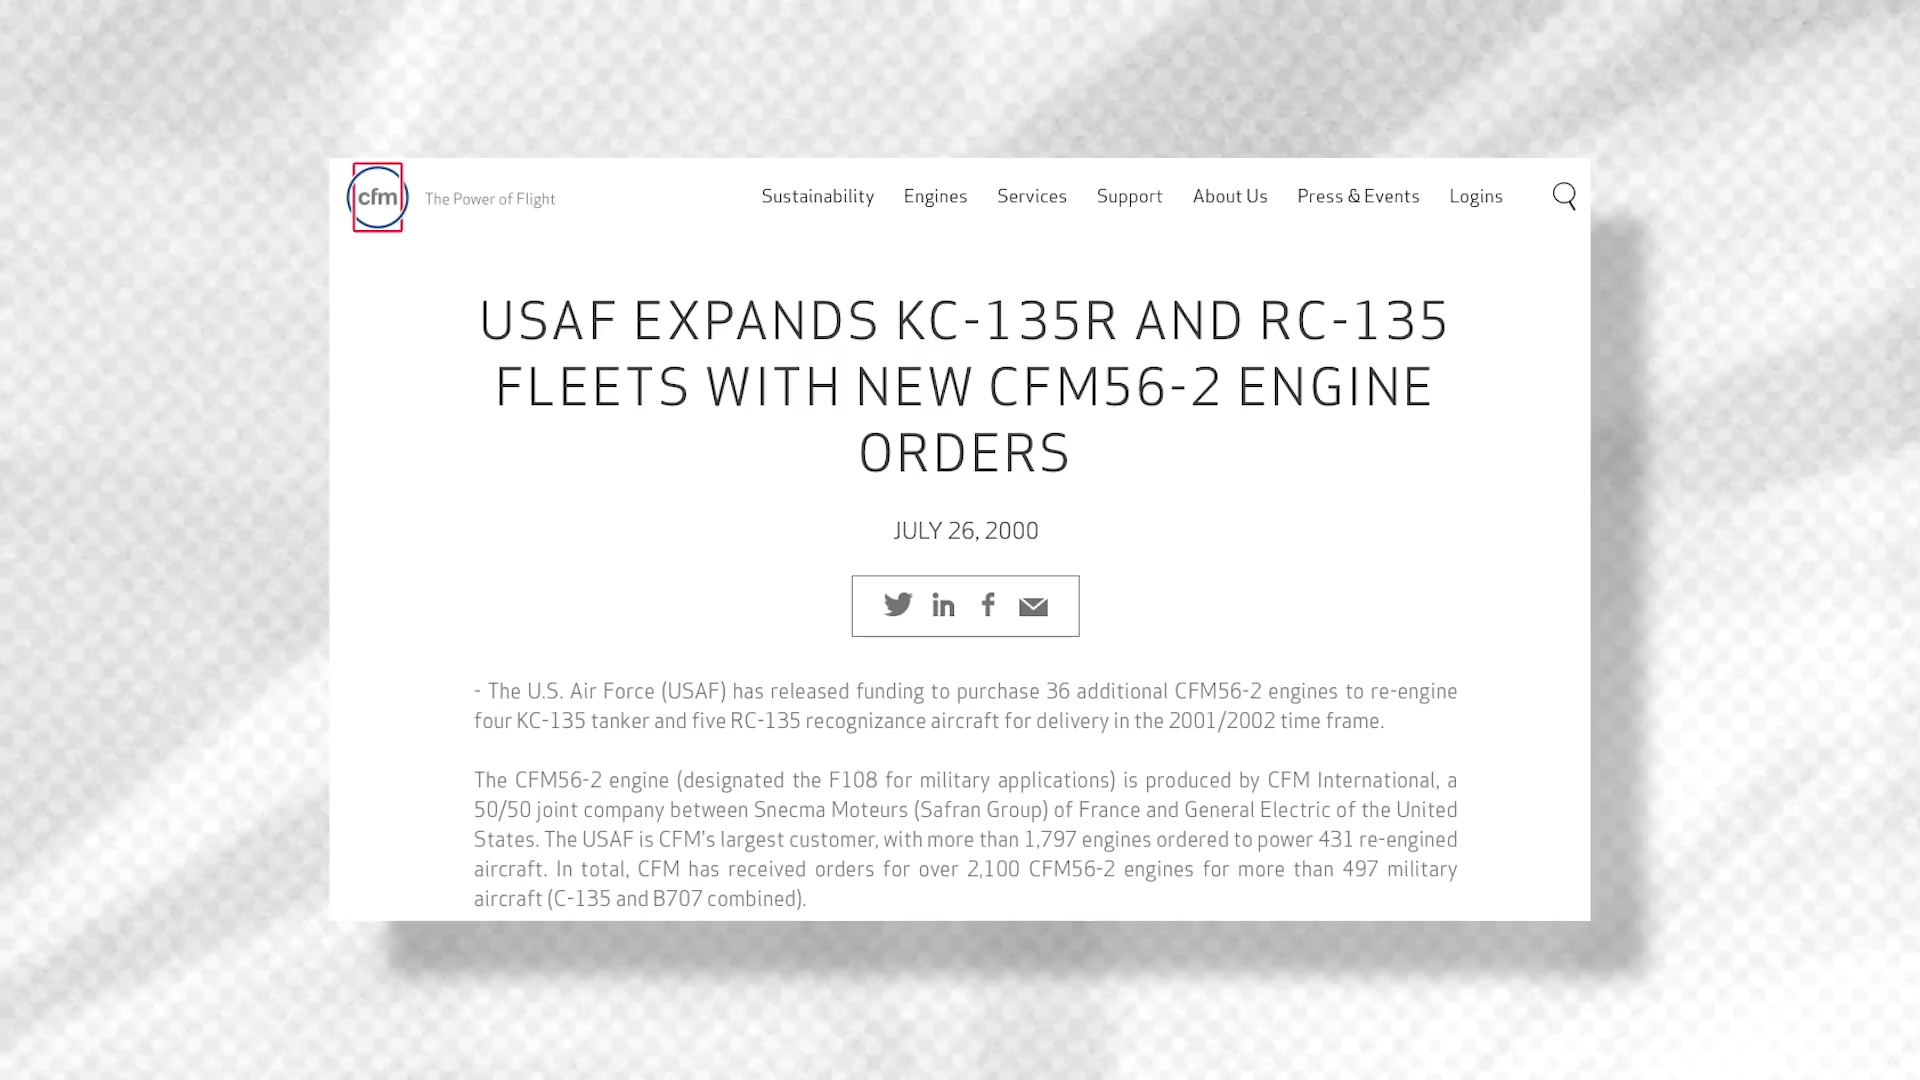 cfm The Power of Flight Sustainability Engines Services Support About Us Press & Events Logins
USAF EXPANDS KC-135R AND RC-135
FLEETS WITH NEW CFM56-2 ENGINE
ORDERS
JULY 26, 2000
- The U.S. Air Force (USAF) has released funding to purchase 36 additional CFM56-2 engines to re-engine
four KC-135 tanker and five RC-135 recognizance aircraft for delivery in the 2001/2002 time frame.
The CFM56-2 engine (designated the F108 for military applications) is produced by CFM International, a
50/50 joint company between Snecma Moteurs (Safran Group) of France and General Electric of the United
States. The USAF is CFM's largest customer, with more than 1,797 engines ordered to power 431 re-engined
aircraft. In total, CFM has received orders for over 2,100 CFM56-2 engines for more than 497 military
aircraft (C-135 and B707 combined).